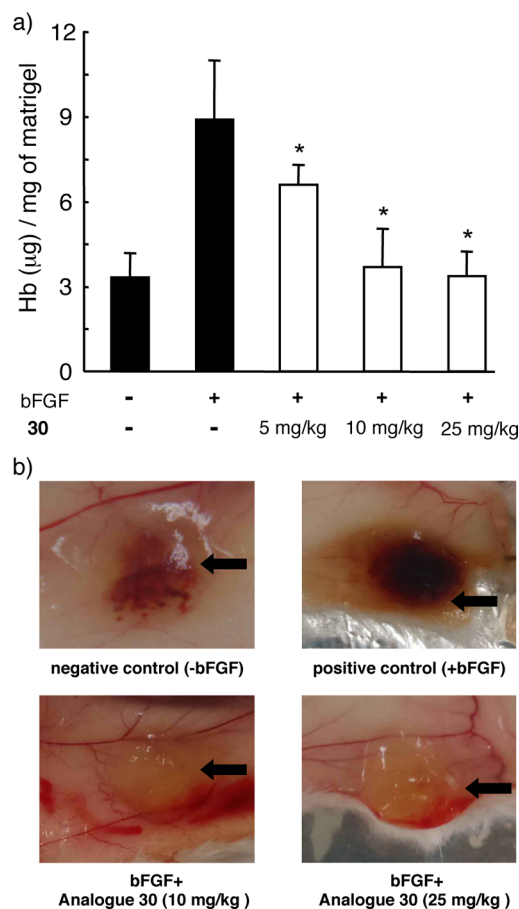 a)
Hb (μg) / mg of matrigel
12
9
6
3
0
*
*
*
bFGF - + + + +
30 - - 5 mg/kg 10 mg/kg 25 mg/kg
b)
negative control (-bFGF)
positive control (+bFGF)
bFGF+
Analogue 30 (10 mg/kg )
bFGF+
Analogue 30 (25 mg/kg )